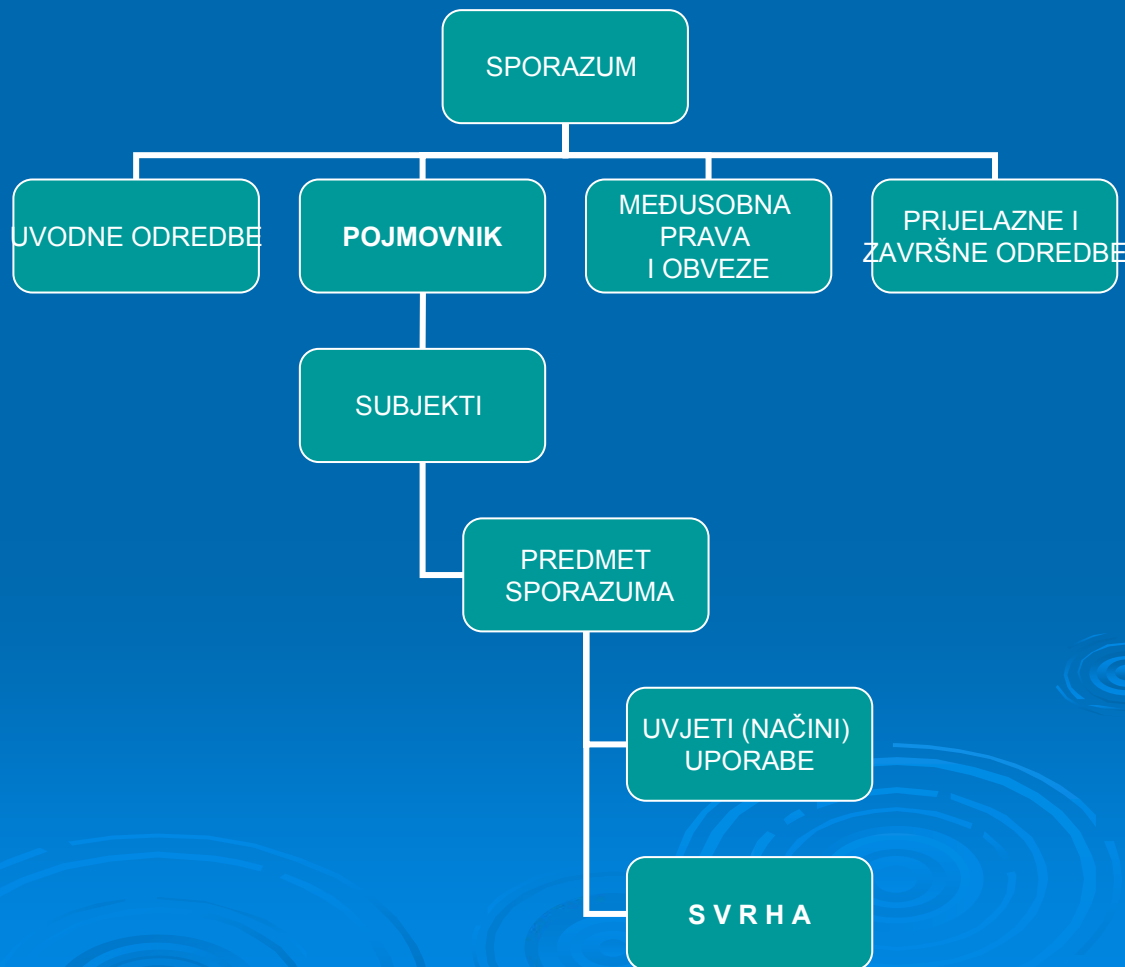 SPORAZUM
UVODNE ODREDBE
POJMOVNIK
MEĐUSOBNA
PRAVA
I OBVEZE
PRIJELAZNE I
ZAVRŠNE ODREDBE
SUBJEKTI
PREDMET
SPORAZUMA
UVJETI (NAČINI)
UPORABE
S V R H A